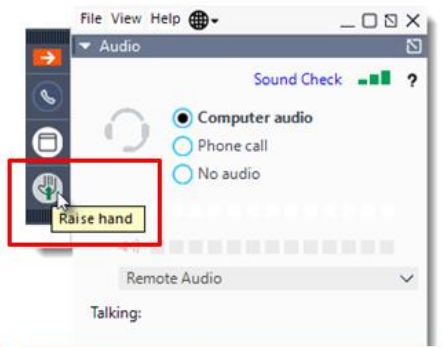 File View Help
Audio
Sound Check ?
Computer audio
Phone call
No audio
Raise hand
Remote Audio
Talking: